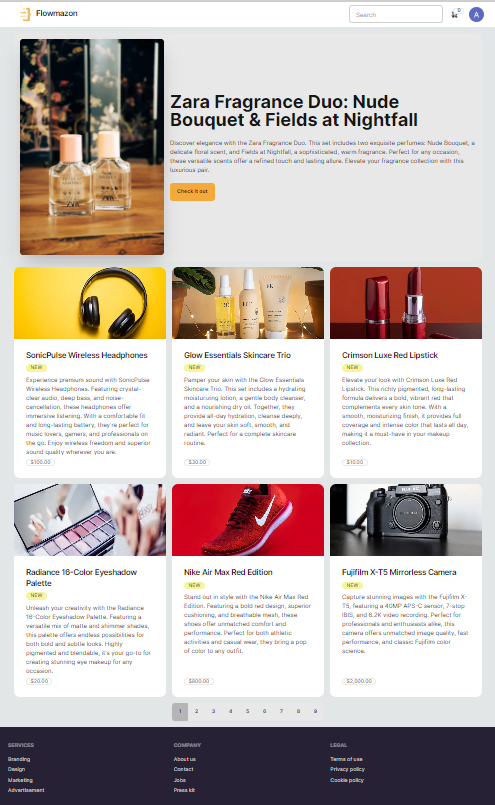 Flowmazon
Search
0
A
Zara Fragrance Duo: Nude
Bouquet & Fields at Nightfall
Discover elegance with the Zara Fragrance Duo. This set includes two exquisite perfumes: Nude Bouquet, a
delicate floral scent, and Fields at Nightfall, a sophisticated, warm fragrance. Perfect for any occasion,
these versatile scents offer a refined touch and lasting allure. Elevate your fragrance collection with this
luxurious pair.
Check it out
SonicPulse Wireless Headphones
NEW
Experience premium sound with SonicPulse
Wireless Headphones. Featuring crystal-
clear audio, deep bass, and noise-
cancellation, these headphones offer
immersive listening. With a comfortable fit
and long-lasting battery, they're perfect for
music lovers, gamers, and professionals on
the go. Enjoy wireless freedom and superior
sound quality wherever you are.
$100.00
Glow Essentials Skincare Trio
NEW
Pamper your skin with the Glow Essentials
Skincare Trio. This set includes a hydrating
moisturizing lotion, a gentle body cleanser,
and a nourishing dry oil. Together, they
provide all-day hydration, cleanse deeply,
and leave your skin soft, smooth, and
radiant. Perfect for a complete skincare
routine.
$30.00
Crimson Luxe Red Lipstick
NEW
Elevate your look with Crimson Luxe Red
Lipstick. This richly pigmented, long-lasting
formula delivers a bold, vibrant red that
complements every skin tone. With a
smooth, moisturizing finish, it provides full
coverage and intense color that lasts all day,
making it a must-have in your makeup
collection.
$10.00
Radiance 16-Color Eyeshadow
Palette
NEW
Unleash your creativity with the Radiance
16-Color Eyeshadow Palette. Featuring a
versatile mix of matte and shimmer shades,
this palette offers endless possibilities for
both bold and subtle looks. Highly
pigmented and blendable, it's your go-to for
creating stunning eye makeup for any
occasion.
$20.00
Nike Air Max Red Edition
NEW
Stand out in style with the Nike Air Max Red
Edition. Featuring a bold red design, superior
cushioning, and breathable mesh, these
shoes offer unmatched comfort and
performance. Perfect for both athletic
activities and casual wear, they bring a pop
of color to any outfit.
$800.00
Fujifilm X-T5 Mirrorless Camera
NEW
Capture stunning images with the Fujifilm X-
T5, featuring a 40MP APS-C sensor, 7-stop
IBIS, and 6.2K video recording. Perfect for
professionals and enthusiasts alike, this
camera offers unmatched image quality, fast
performance, and classic Fujifilm color
science.
$2,000.00
1 2 3 4 5 6 7 8 9
SERVICES
Branding
Design
Marketing
Advertisement
COMPANY
About us
Contact
Jobs
Press kit
LEGAL
Terms of use
Privacy policy
Cookie policy